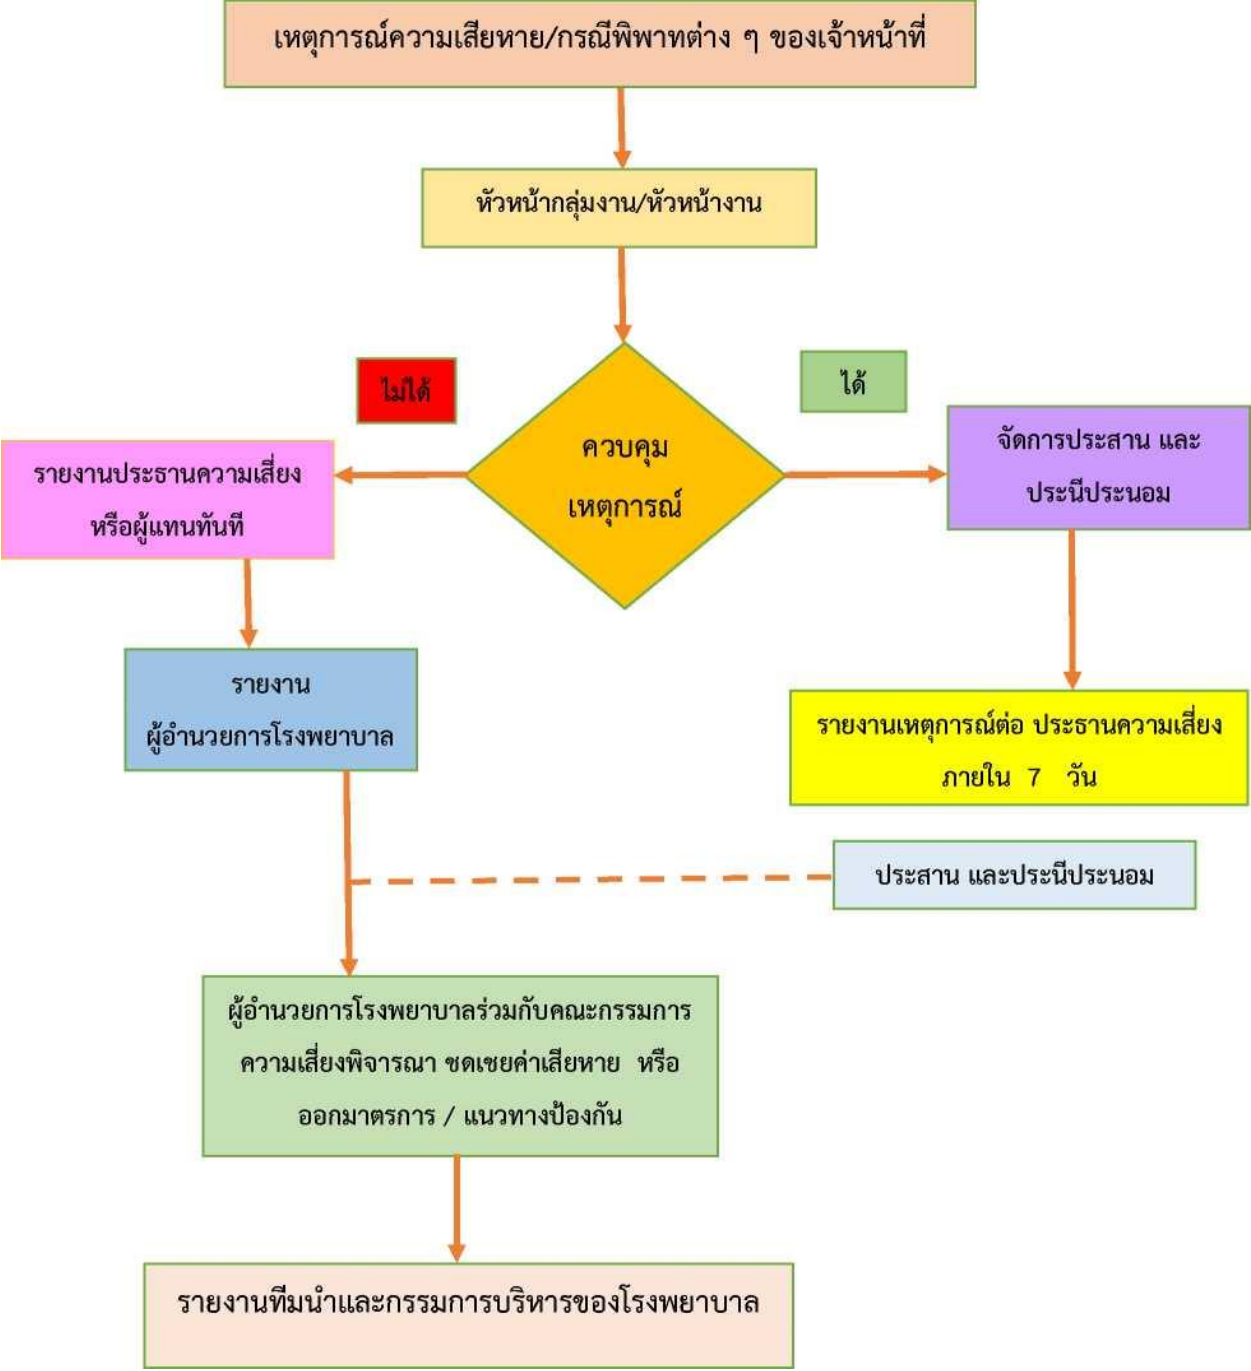 เหตุการณ์ความเสียหาย/กรณีพิพาทต่าง ๆ ของเจ้าหน้าที่
หัวหน้ากลุ่มงาน/หัวหน้างาน
ไม่ได้
ได้
ควบคุม
เหตุการณ์
จัดการประสาน และ
ประนีประนอม
รายงานประธานความเสี่ยง
หรือผู้แทนทันที
รายงาน
ผู้อำนวยการโรงพยาบาล
รายงานเหตุการณ์ต่อ ประธานความเสี่ยง
ภายใน 7 วัน
ประสาน และประนีประนอม
ผู้อำนวยการโรงพยาบาลร่วมกับคณะกรรมการ
ความเสี่ยงพิจารณา ชดเชยค่าเสียหาย หรือ
ออกมาตรการ / แนวทางป้องกัน
รายงานทีมนำและกรรมการบริหารของโรงพยาบาล